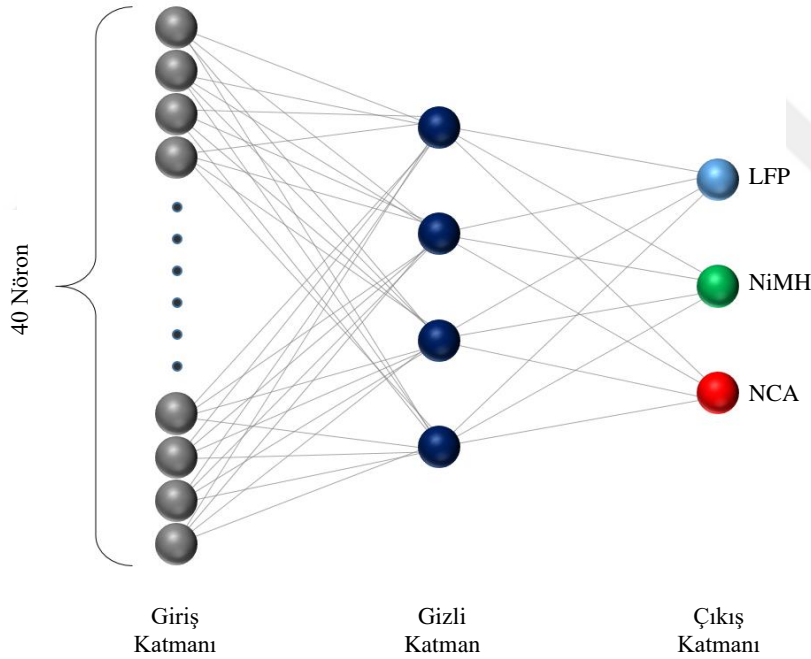 40 Nöron
LFP
NiMH
NCA
Giriş
Katmanı
Gizli
Katman
Çıkış
Katmanı